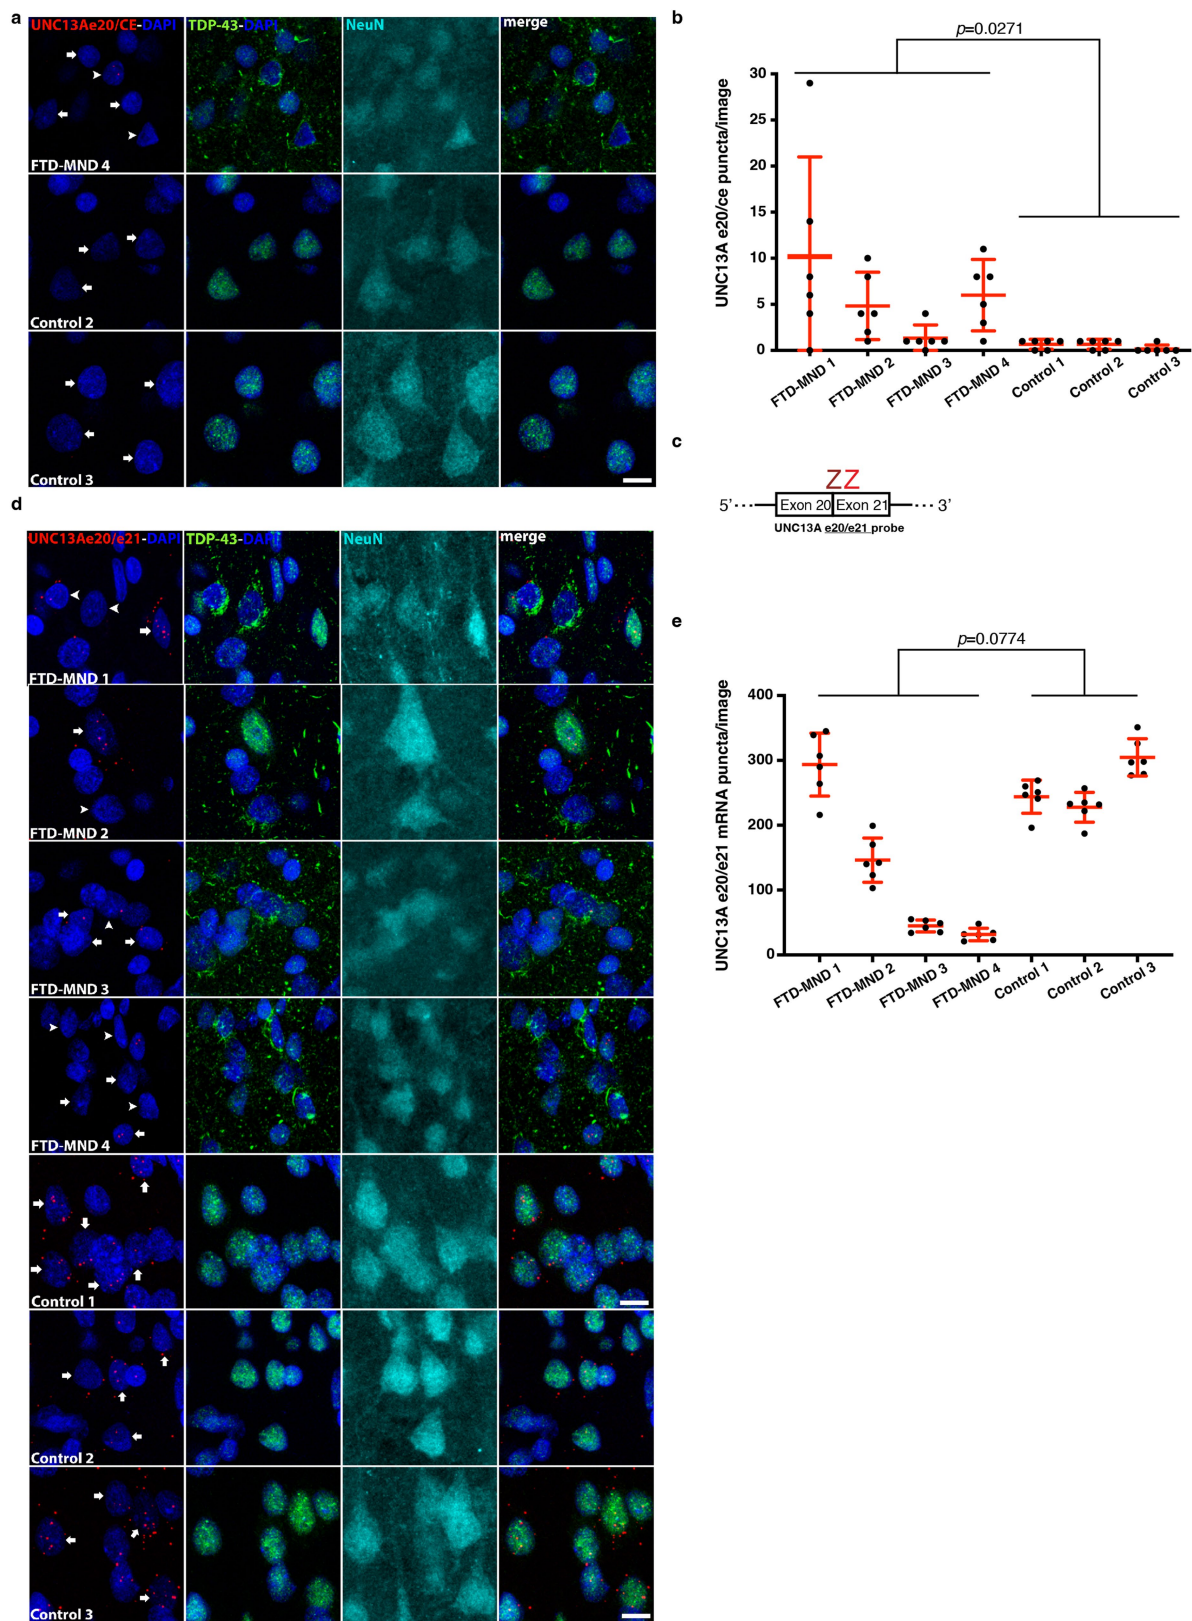 a
UNC13Ae20/CE-DAPI
TDP-43-DAPI
NeuN
merge
FTD-MND 4
Control 2
Control 3
b
p=0.0271
UNC13A e20/ce puncta/image
30
25
20
15
10
5
0
FTD-MND 1
FTD-MND 2
FTD-MND 3
FTD-MND 4
Control 1
Control 2
Control 3
c
ZZ
5’ Exon 20 Exon 21 3’
UNC13A e20/e21 probe
d
UNC13Ae20/e21-DAPI
TDP-43-DAPI
NeuN
merge
FTD-MND 1
FTD-MND 2
FTD-MND 3
FTD-MND 4
Control 1
Control 2
Control 3
e
p=0.0774
UNC13A e20/e21 mRNA puncta/image
400
300
200
100
0
FTD-MND 1
FTD-MND 2
FTD-MND 3
FTD-MND 4
Control 1
Control 2
Control 3